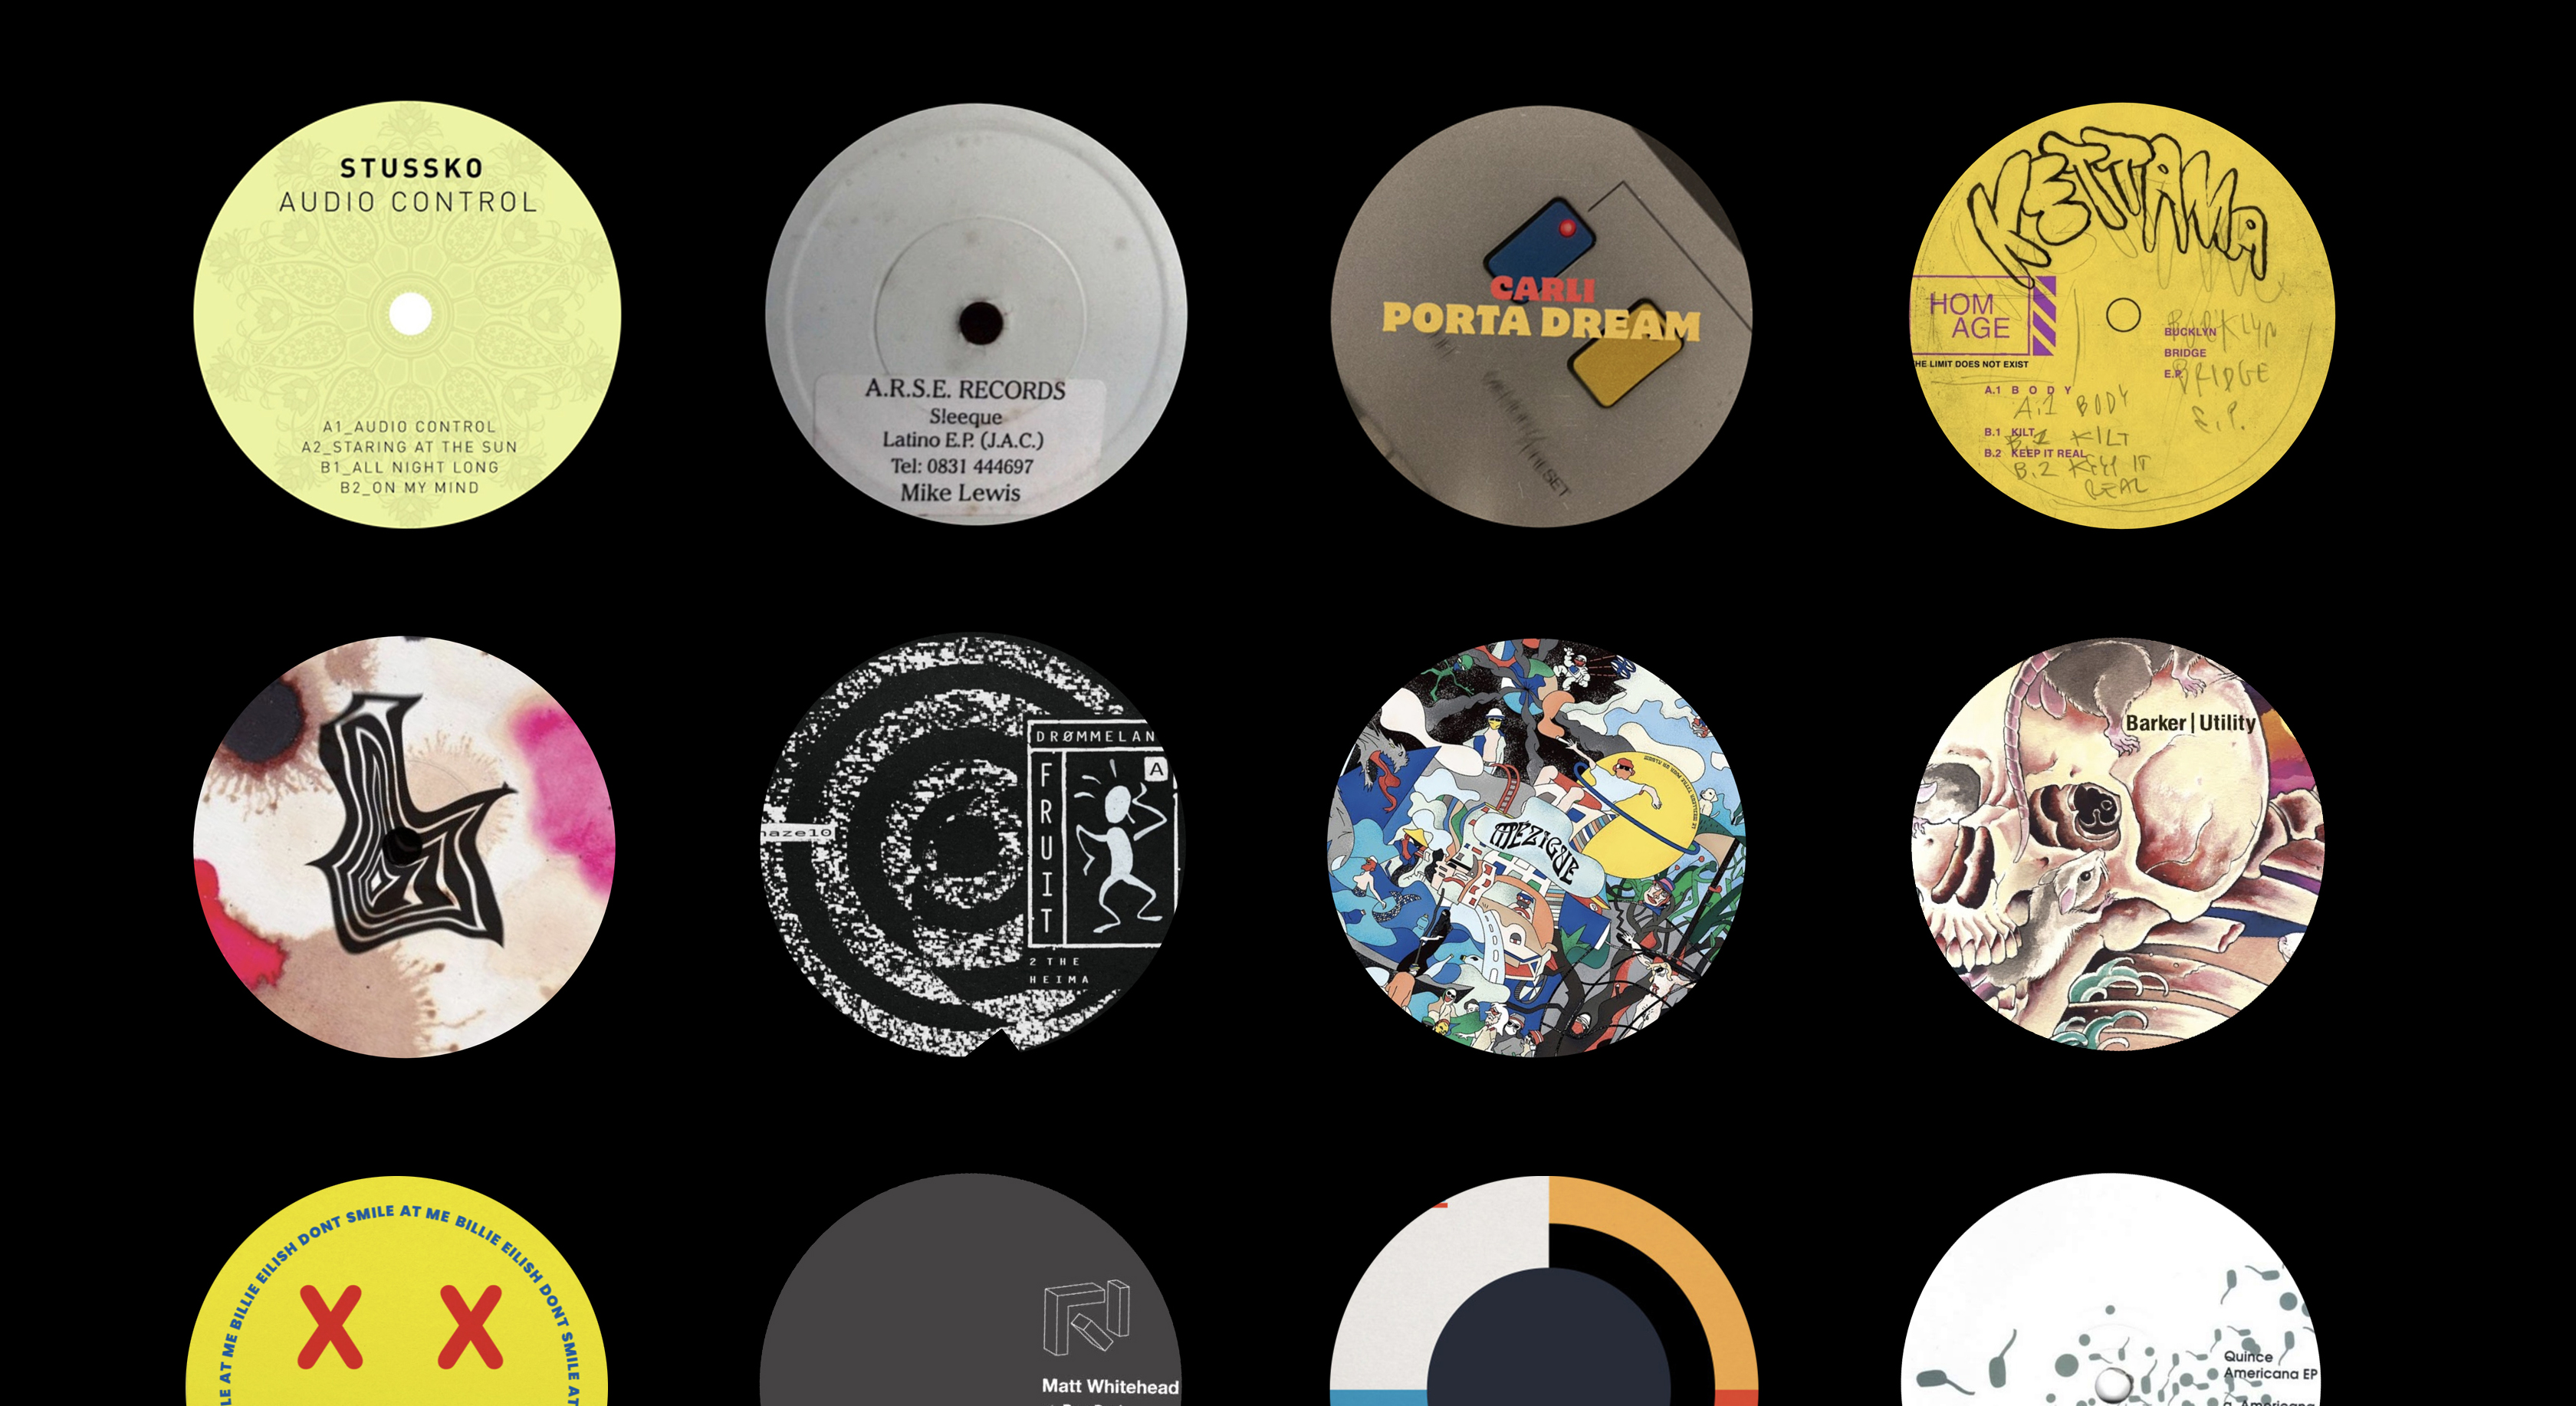 STUSSKO
AUDIO CONTROL
A1_AUDIO CONTROL
A2_STARING AT THE SUN
B1_ALL NIGHT LONG
B2_ON MY MIND
A.R.S.E. RECORDS
Sleeque
Latino E.P. (J.A.C.)
Tel: 0831 444697
Mike Lewis
CARLI
PORTA DREAM
KETTAMA
HOM
AGE
HE LIMIT DOES NOT EXIST
BUCKLYN
BRIDGE
E.P.
BUCKLYN
BRIDGE
E.P.
A.1 BODY
A.1 BODY
B.1 KILT
B.2 KEEP IT REAL
B.1 KILT
B.2 KEEP IT
REAL
DRØMMELAN
A
FRUIT
haze10
2 THE
HEIMA
MÉZIGUE
Barker | Utility
LE AT ME BILLIE EILISH DONT SMILE AT ME BILLIE EILISH DONT SMILE AT
X X
Matt Whitehead
Quince
Americana EP
a. Americana